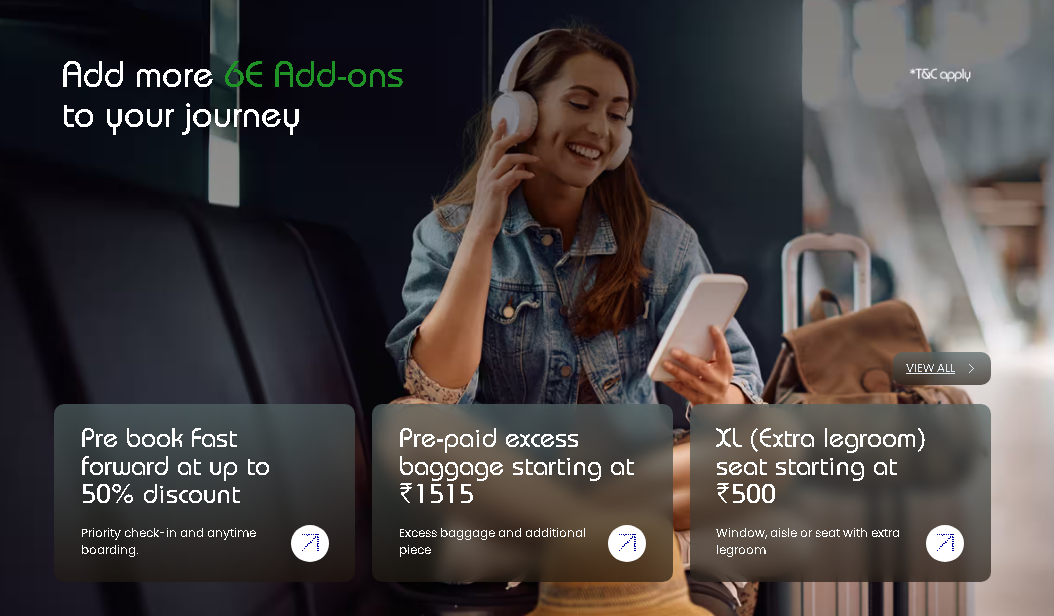 Add more 6E Add-ons
to your journey
*T&C apply
VIEW ALL
Pre book Fast
forward at up to
50% discount
Priority check-in and anytime
boarding.
Pre-paid excess
baggage starting at
₹1515
Excess baggage and additional
piece
XL (Extra legroom)
seat starting at
₹500
Window, aisle or seat with extra
legroom